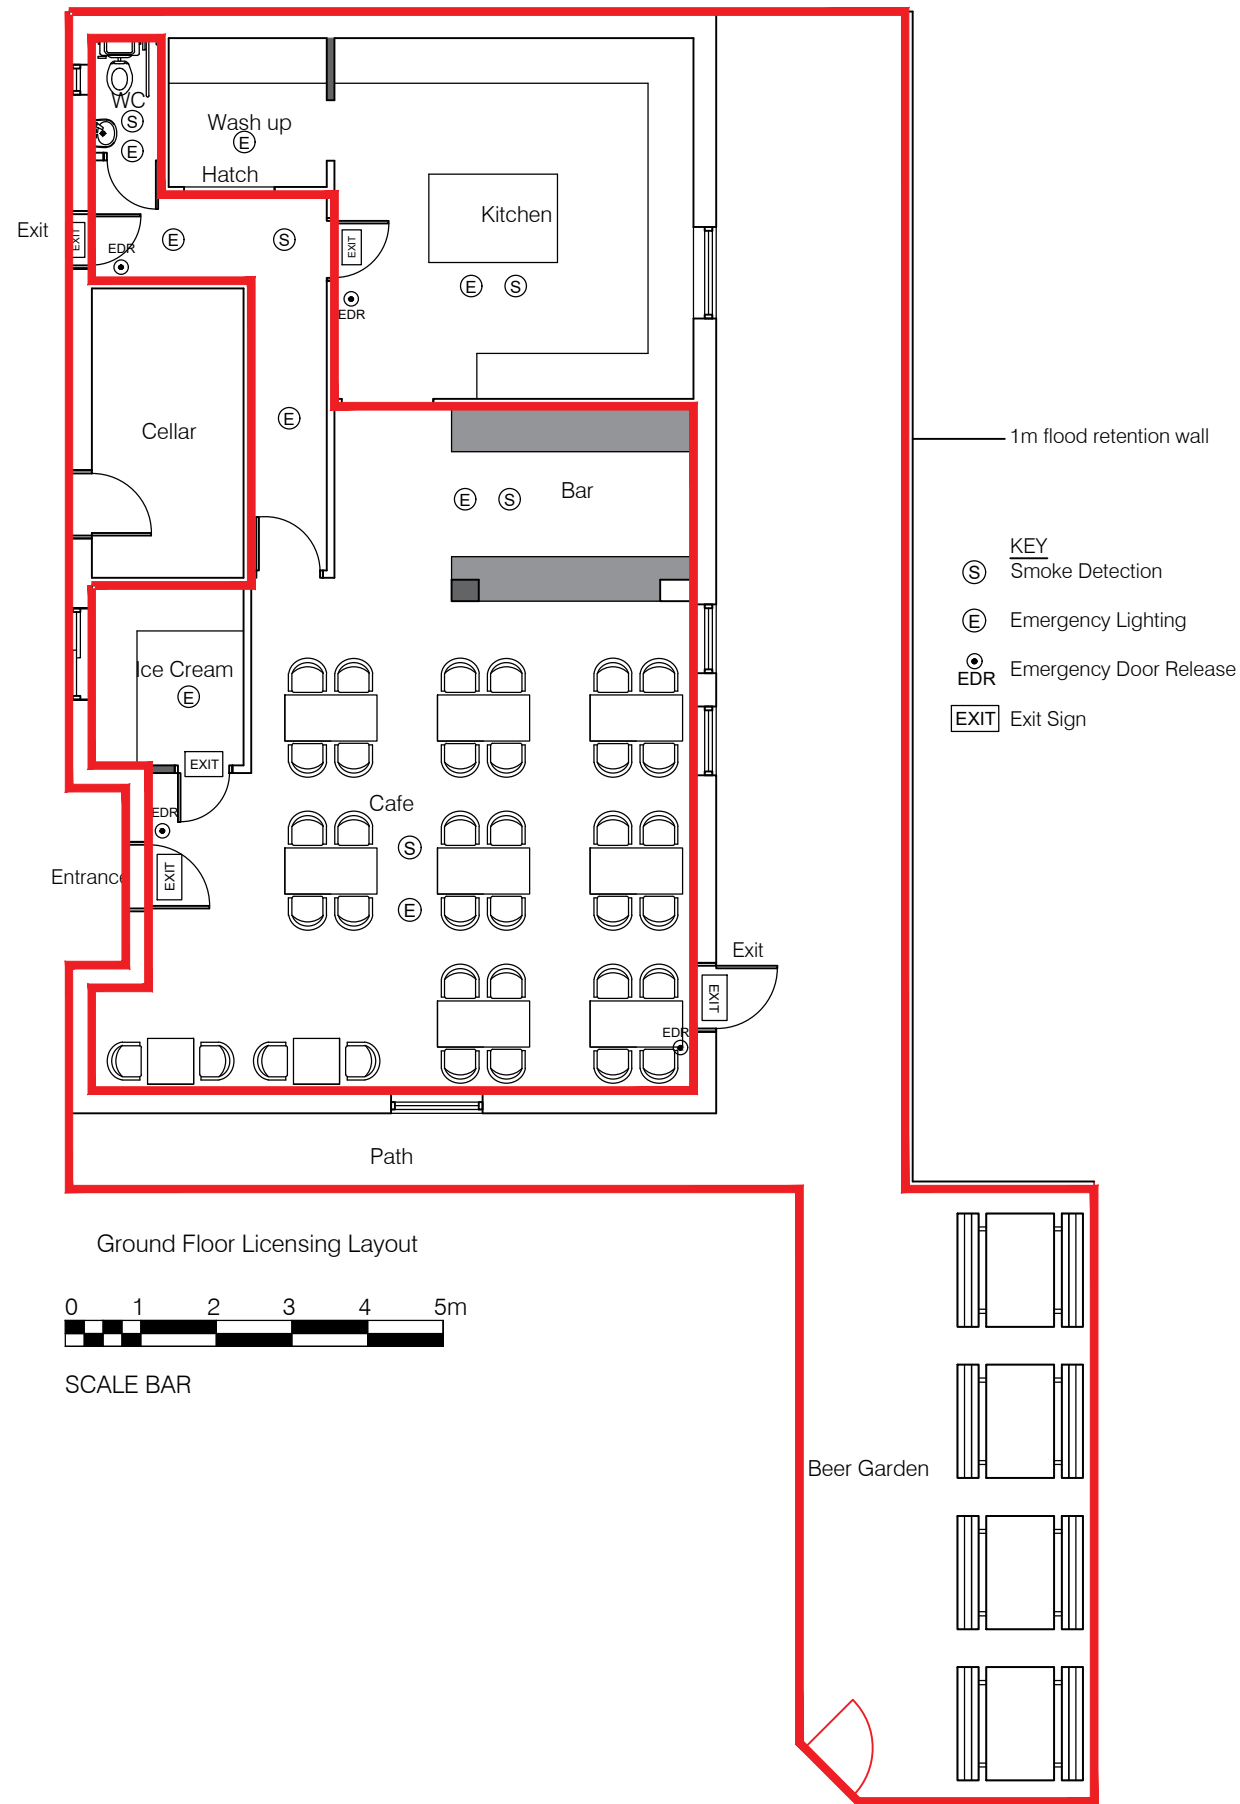 WC
S
E
Wash up
E
Hatch
Kitchen
Exit
EXIT
EDR
E
S
EXIT
EDR
E
S
Cellar
E
1m flood retention wall
E
S
Bar
KEY
S
Smoke Detection
E
Emergency Lighting
EDR
Emergency Door Release
EXIT
Exit Sign
Ice Cream
E
EXIT
EDR
Cafe
S
Entrance
EXIT
E
Exit
EXIT
EDR
Path
Ground Floor Licensing Layout
0 1 2 3 4 5m
SCALE BAR
Beer Garden